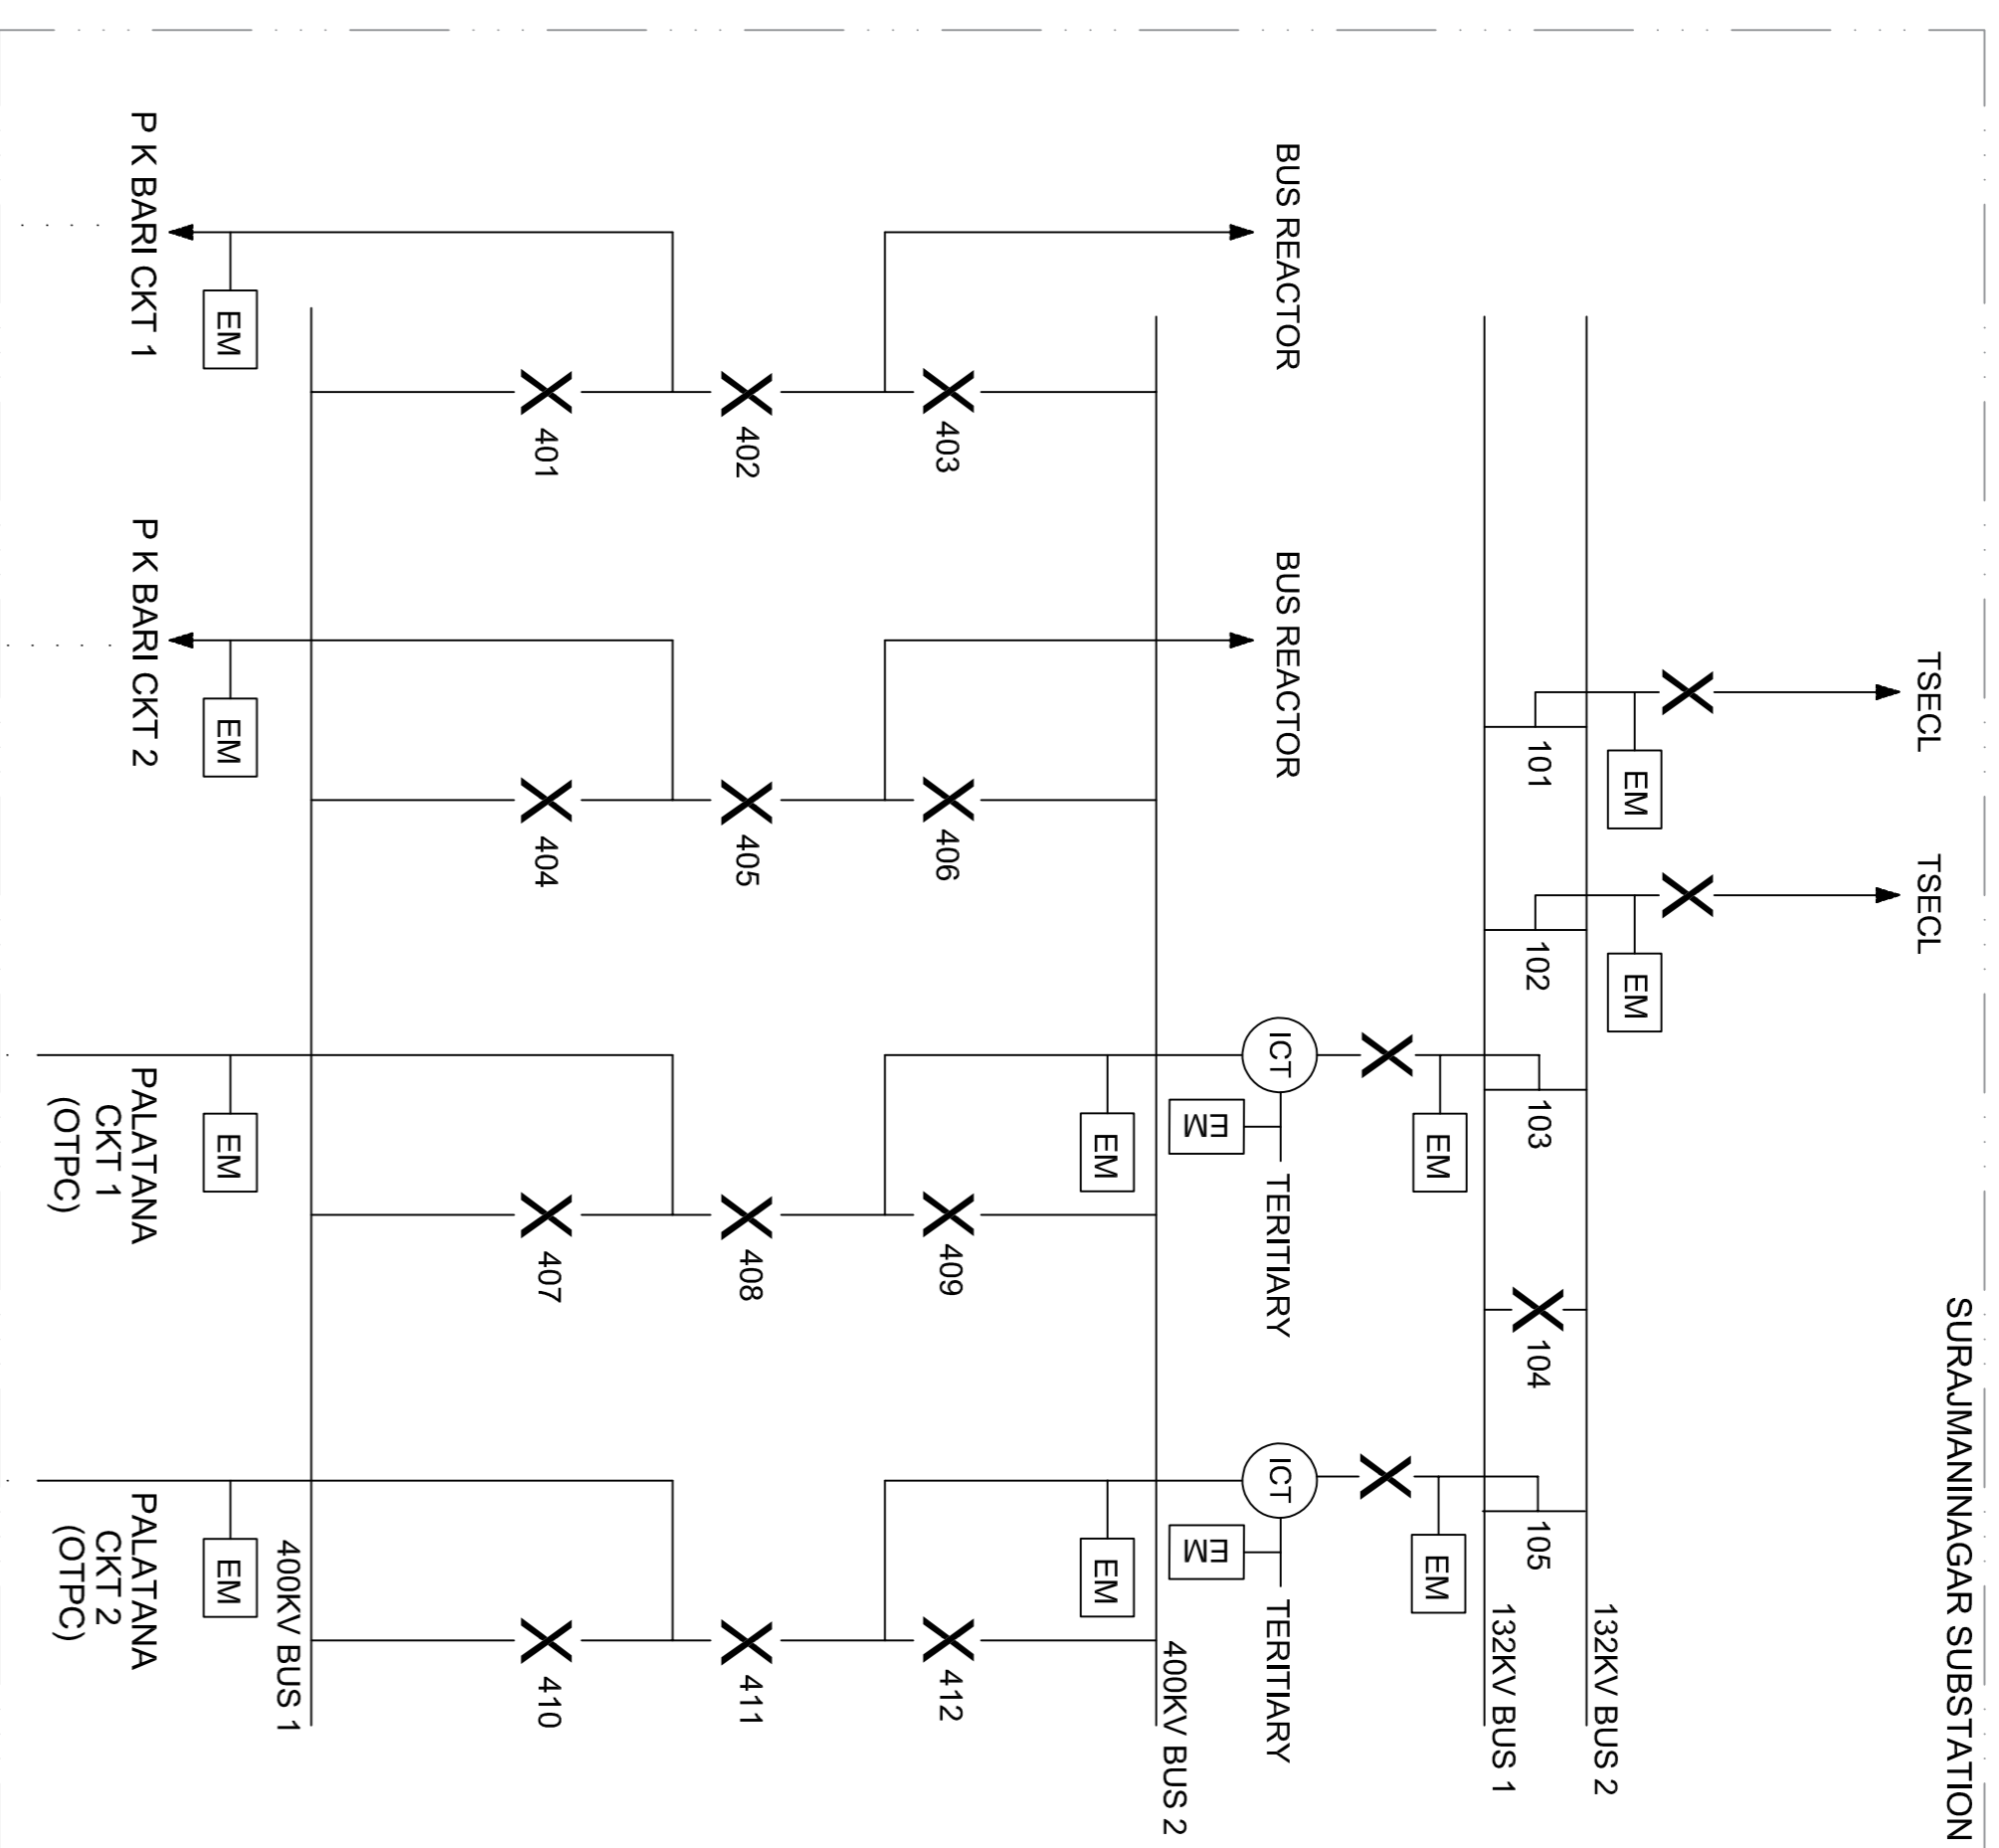 SURAJMANINAGAR SUBSTATION
TSECL
TSECL
EM
EM
132KV BUS 2
101
102
103
104
105
132KV BUS 1
EM
EM
BUS REACTOR
BUS REACTOR
ICT
ICT
TERITIARY
TERITIARY
EM
EM
400KV BUS 2
EM
EM
403
406
409
412
402
405
408
411
401
404
407
410
400KV BUS 1
EM
EM
EM
EM
P K BARI CKT 1
P K BARI CKT 2
PALATANA
CKT 1
(OTPC)
PALATANA
CKT 2
(OTPC)